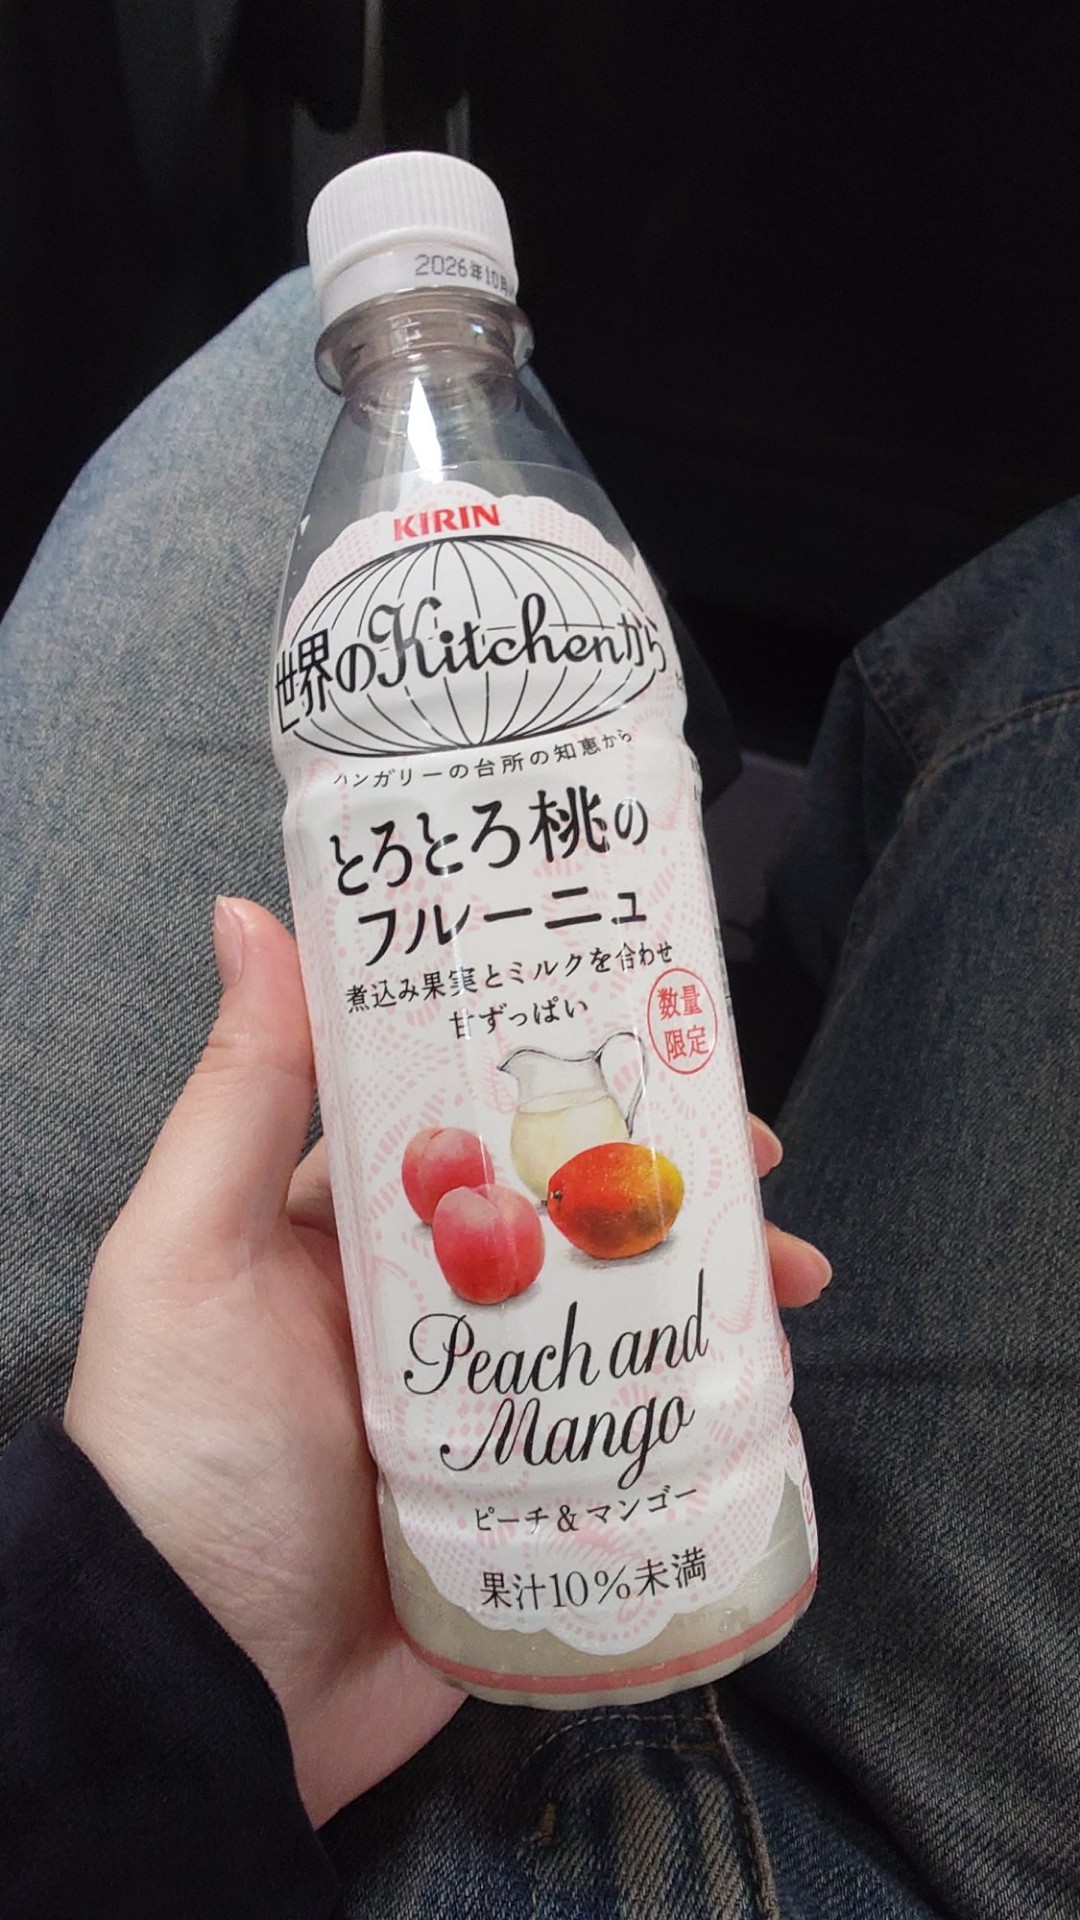 2026年10月
KIRIN
世界のKitchenから
ハンガリーの台所の知恵から
とろとろ桃の
フルーニュ
煮込み果実とミルクを合わせ
甘ずっぱい
数量
限定
Peach and
Mango
ピーチ&マンゴー
果汁10%未満